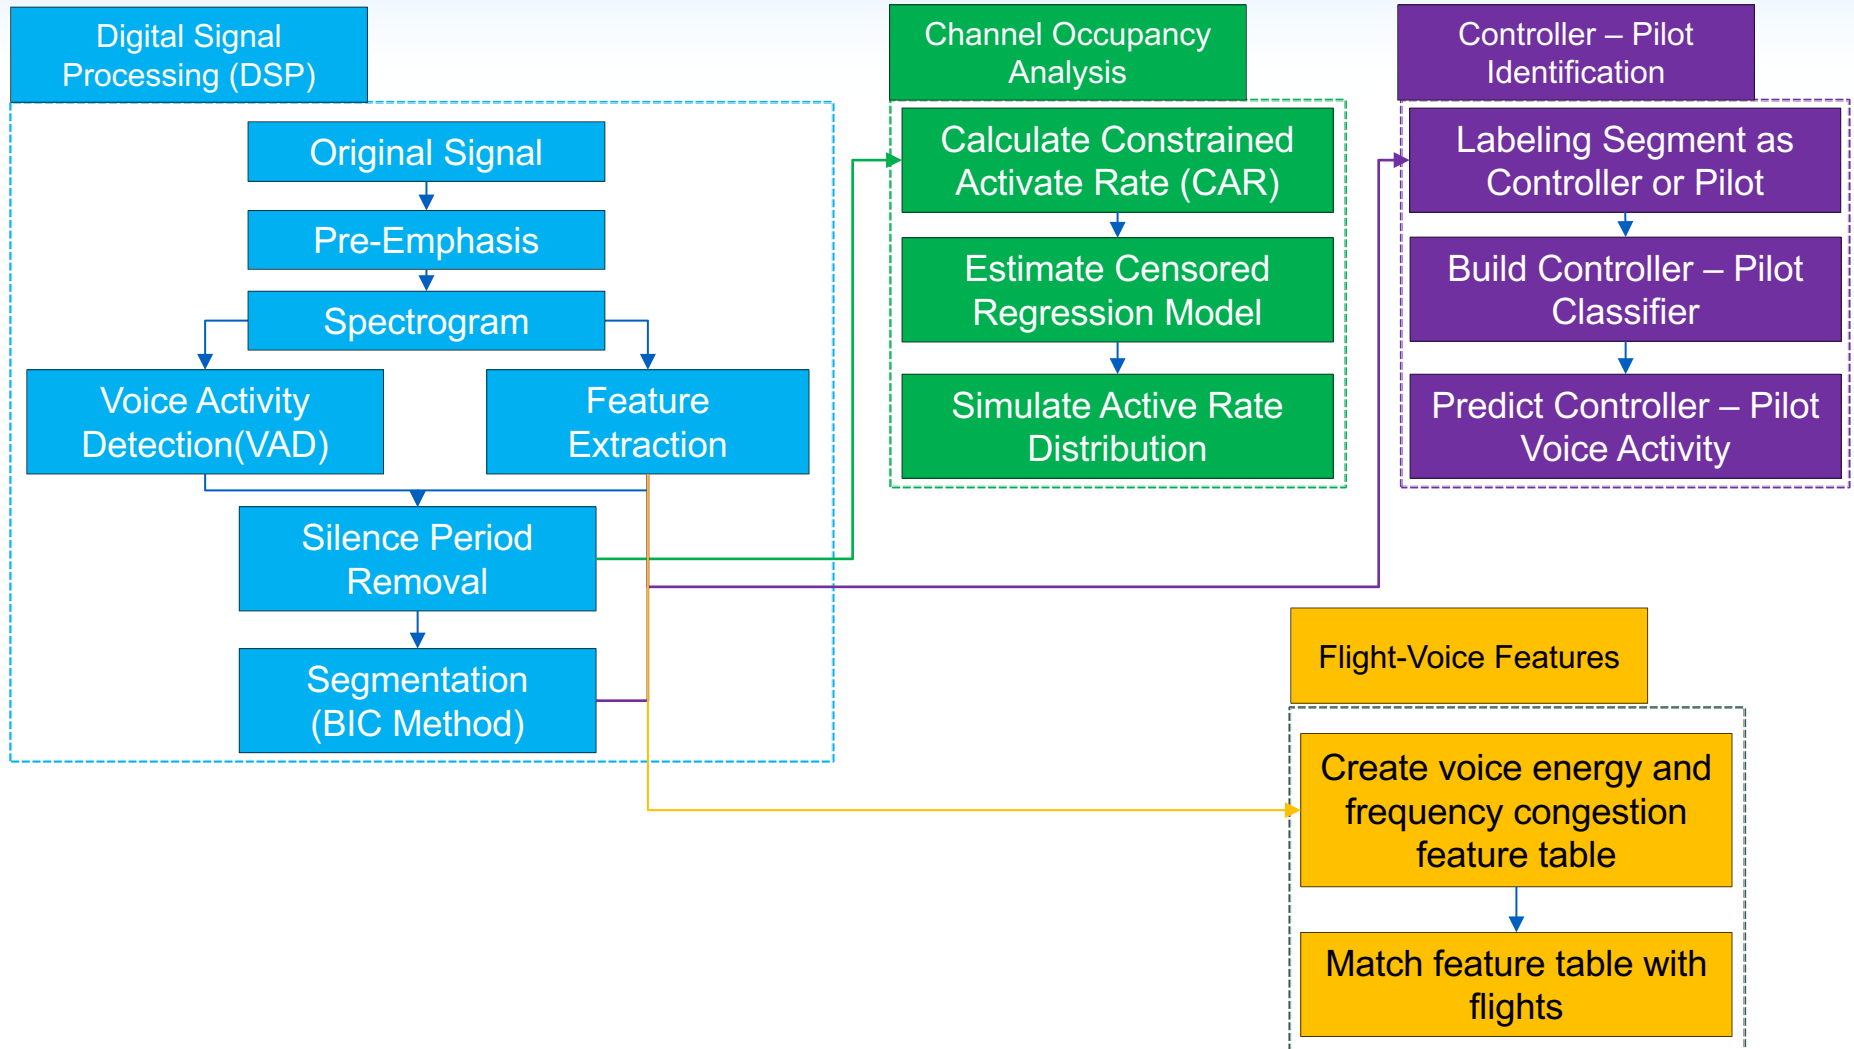 Digital Signal
Processing (DSP)
Original Signal
Pre-Emphasis
Spectrogram
Voice Activity
Detection(VAD)
Feature
Extraction
Silence Period
Removal
Segmentation
(BIC Method)
Channel Occupancy
Analysis
Calculate Constrained
Activate Rate (CAR)
Estimate Censored
Regression Model
Simulate Active Rate
Distribution
Controller – Pilot
Identification
Labeling Segment as
Controller or Pilot
Build Controller – Pilot
Classifier
Predict Controller – Pilot
Voice Activity
Flight-Voice Features
Create voice energy and
frequency congestion
feature table
Match feature table with
flights